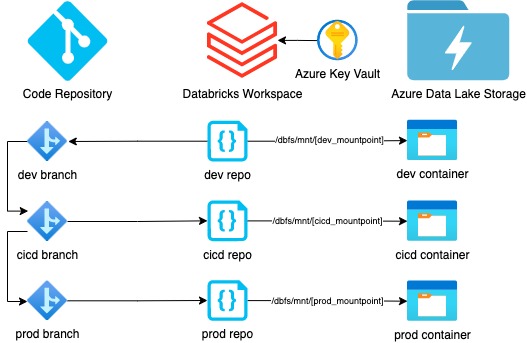 Azure Key Vault
Code Repository
Databricks Workspace
Azure Data Lake Storage
/dbfs/mnt/[dev_mountpoint]
dev branch
dev repo
dev container
/dbfs/mnt/[cicd_mountpoint]
cicd branch
cicd repo
cicd container
/dbfs/mnt/[prod_mountpoint]
prod branch
prod repo
prod container